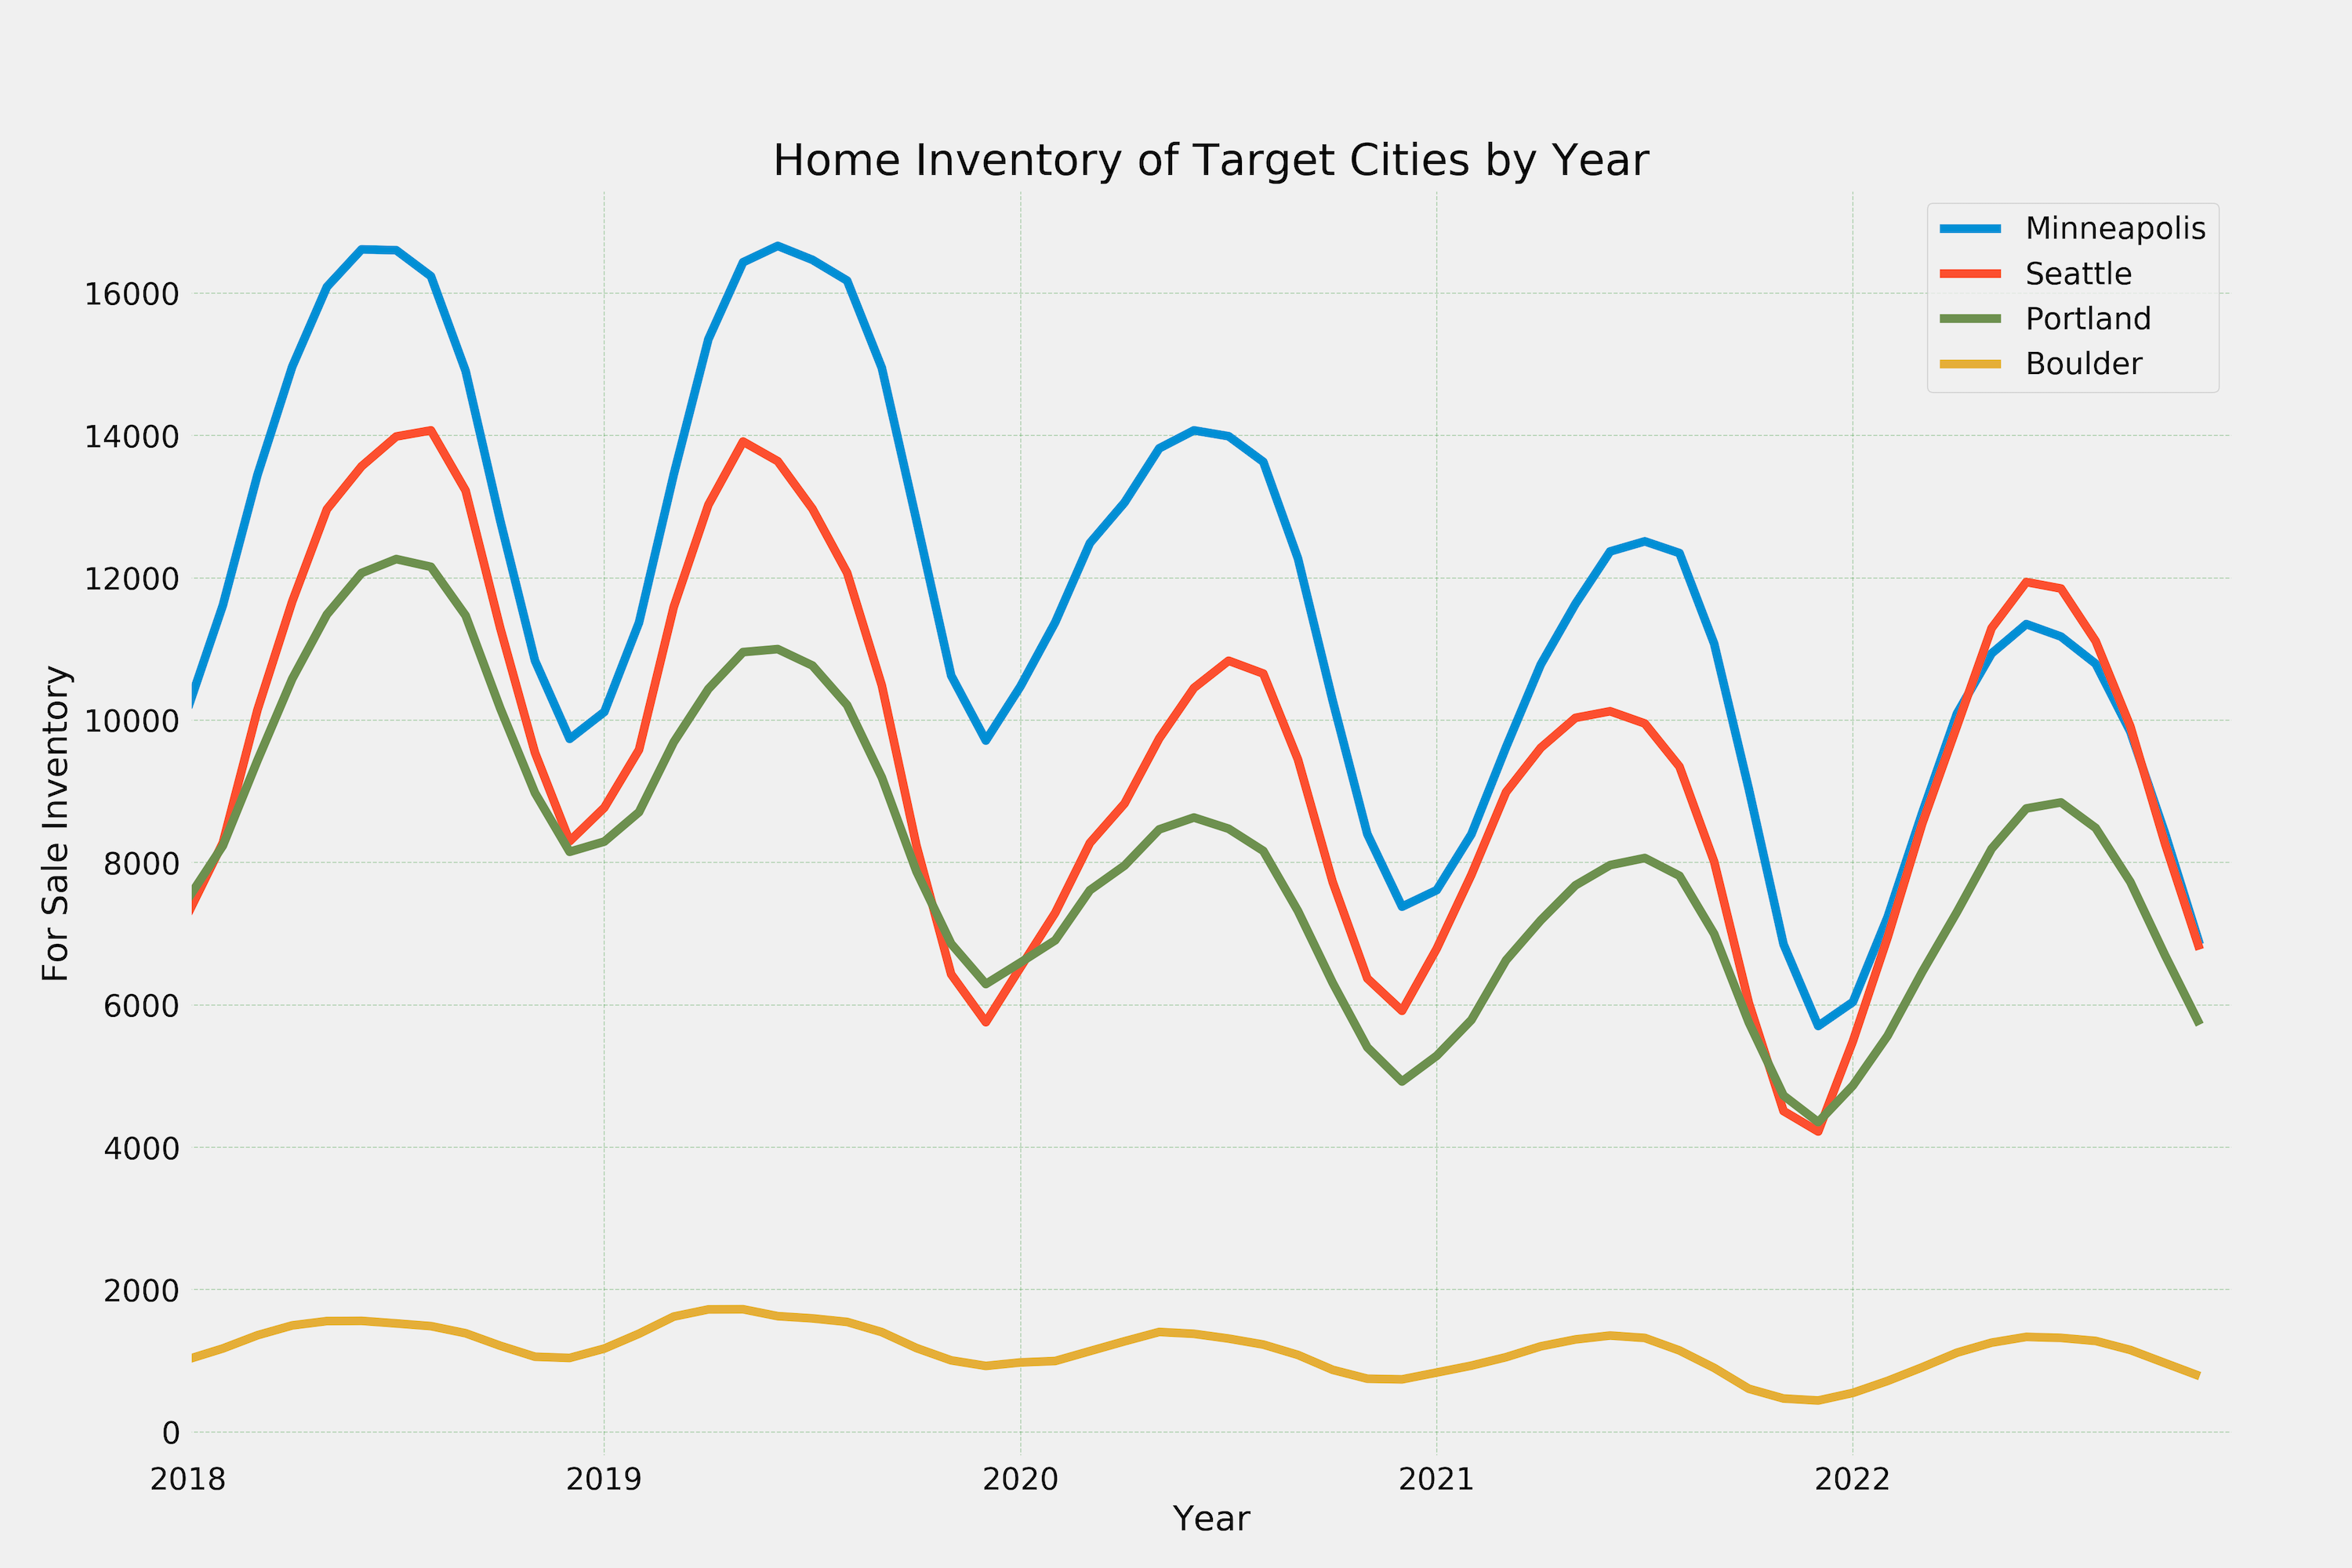 Home Inventory of Target Cities by Year
Minneapolis
Seattle
Portland
Boulder
For Sale Inventory
16000
14000
12000
10000
8000
6000
4000
2000
0
2018 2019 2020 2021 2022
Year